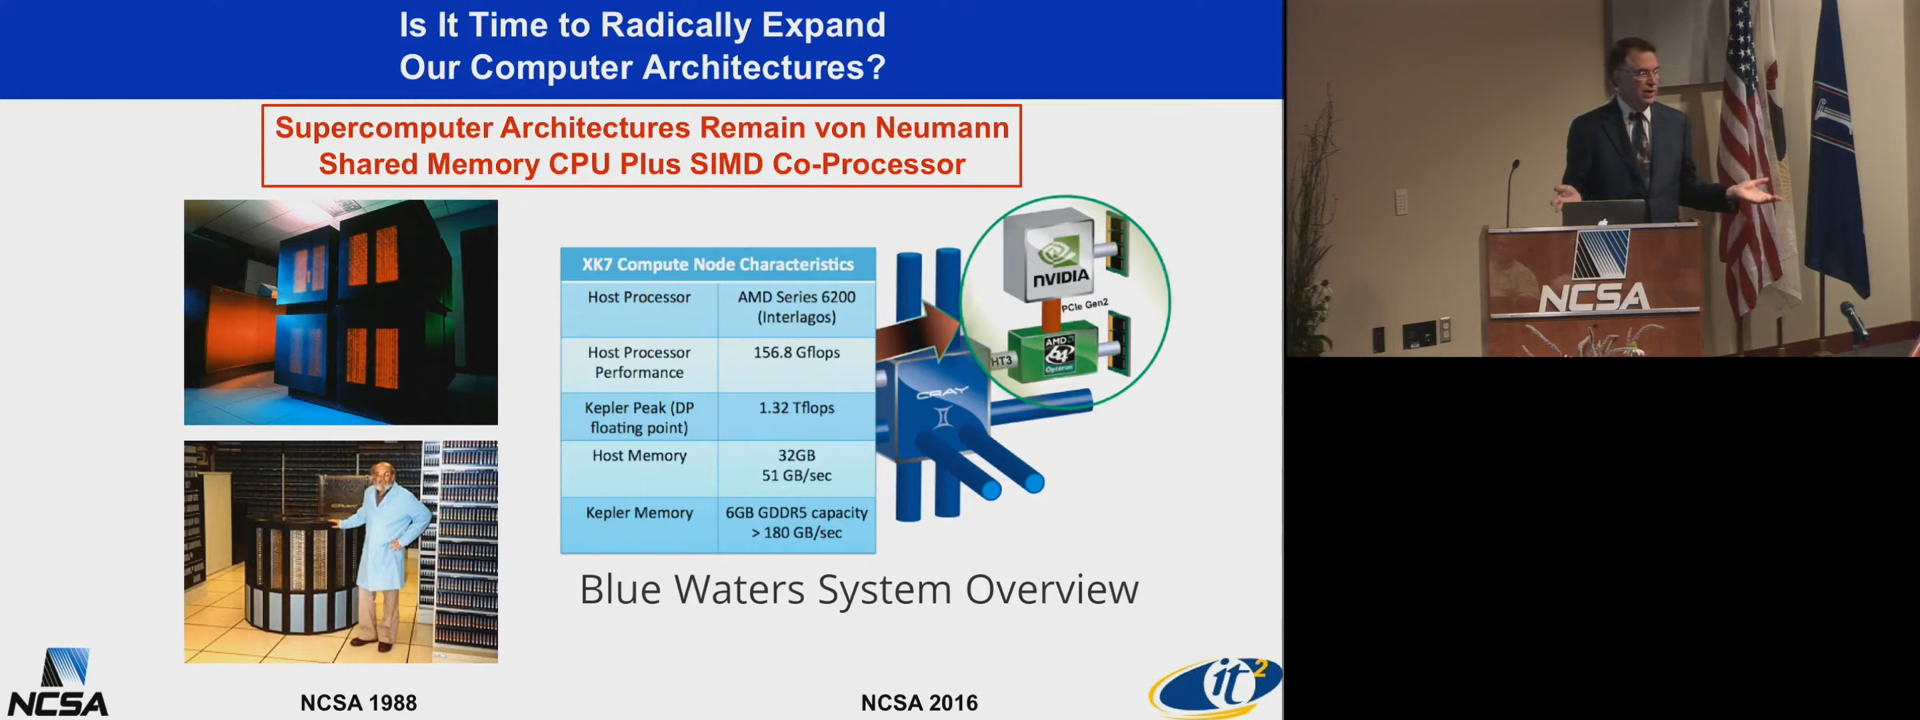 Is It Time to Radically Expand
Our Computer Architectures?
Supercomputer Architectures Remain von Neumann
Shared Memory CPU Plus SIMD Co-Processor
XK7 Compute Node Characteristics
Host Processor
AMD Series 6200
(Interlagos)
Host Processor
Performance
156.8 Gflops
Kepler Peak (DP
floating point)
1.32 Tflops
Host Memory
32GB
51 GB/sec
Kepler Memory
6GB GDDR5 capacity
> 180 GB/sec
NVIDIA
PCIe Gen2
HT3
AMD
64
Opteron
CRAY
CRAY
Blue Waters System Overview
NCSA
NCSA 1988
NCSA 2016
it²
NCSA